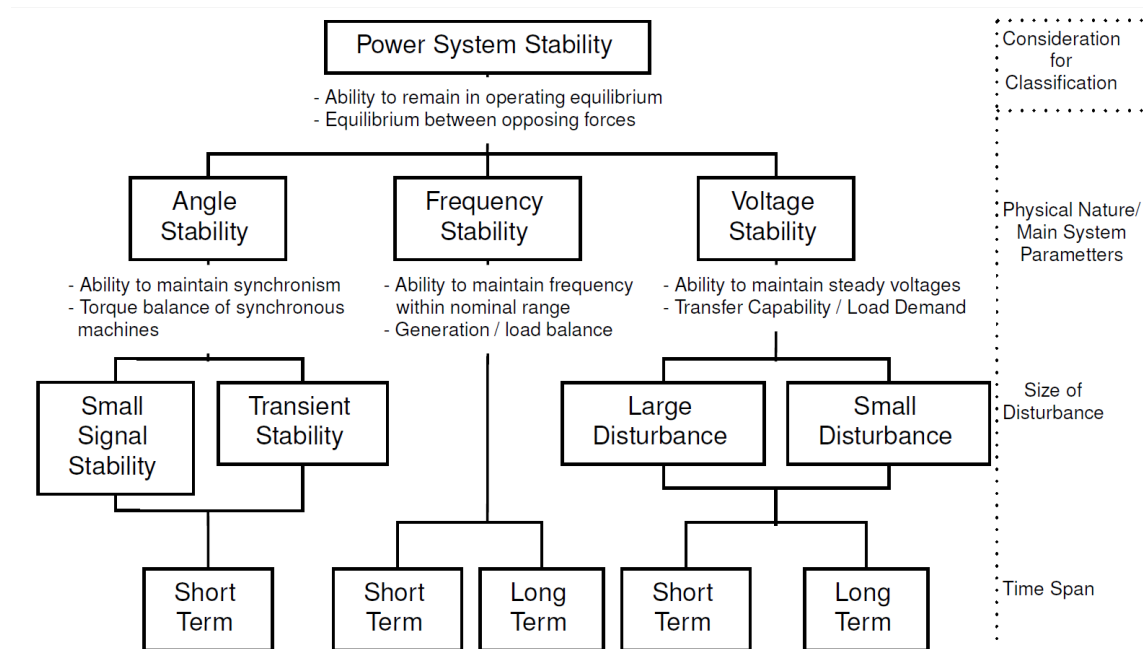 Power System Stability
Consideration
for
Classification
- Ability to remain in operating equilibrium
- Equilibrium between opposing forces
Angle
Stability
Frequency
Stability
Voltage
Stability
Physical Nature/
Main System
Parametters
- Ability to maintain synchronism
- Torque balance of synchronous
machines
- Ability to maintain frequency
within nominal range
- Generation / load balance
- Ability to maintain steady voltages
- Transfer Capability / Load Demand
Small
Signal
Stability
Transient
Stability
Large
Disturbance
Small
Disturbance
Size of
Disturbance
Short
Term
Short
Term
Long
Term
Short
Term
Long
Term
Time Span